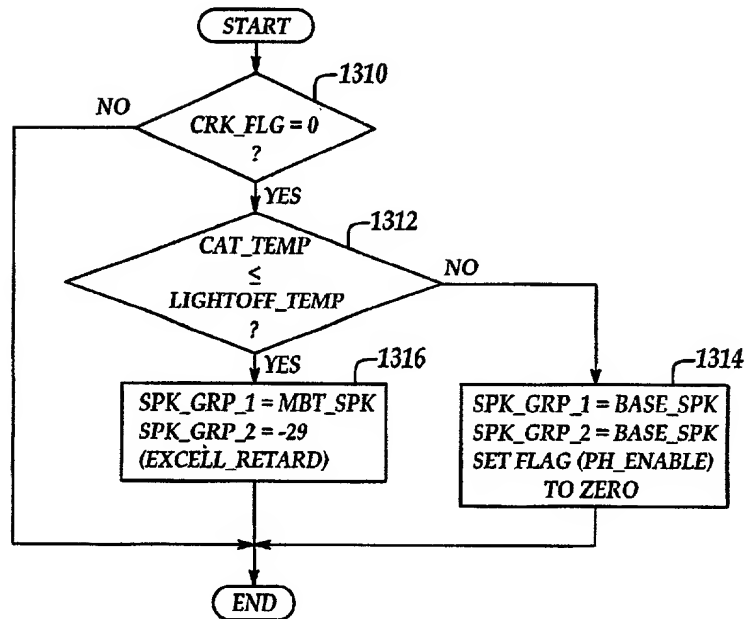 START
1310
NO
CRK_FLG = 0
?
YES
1312
CAT_TEMP
≤
LIGHTOFF_TEMP
?
NO
YES
1316
SPK_GRP_1 = MBT_SPK
SPK_GRP_2 = -29
(EXCELL_RETARD)
1314
SPK_GRP_1 = BASE_SPK
SPK_GRP_2 = BASE_SPK
SET FLAG (PH_ENABLE)
TO ZERO
END